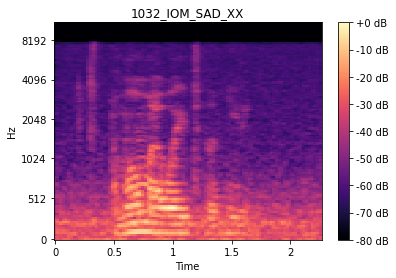 1032_IOM_SAD_XX
8192
4096
2048
1024
512
0
Hz
0
0.5
1
1.5
2
Time
+0 dB
-10 dB
-20 dB
-30 dB
-40 dB
-50 dB
-60 dB
-70 dB
-80 dB